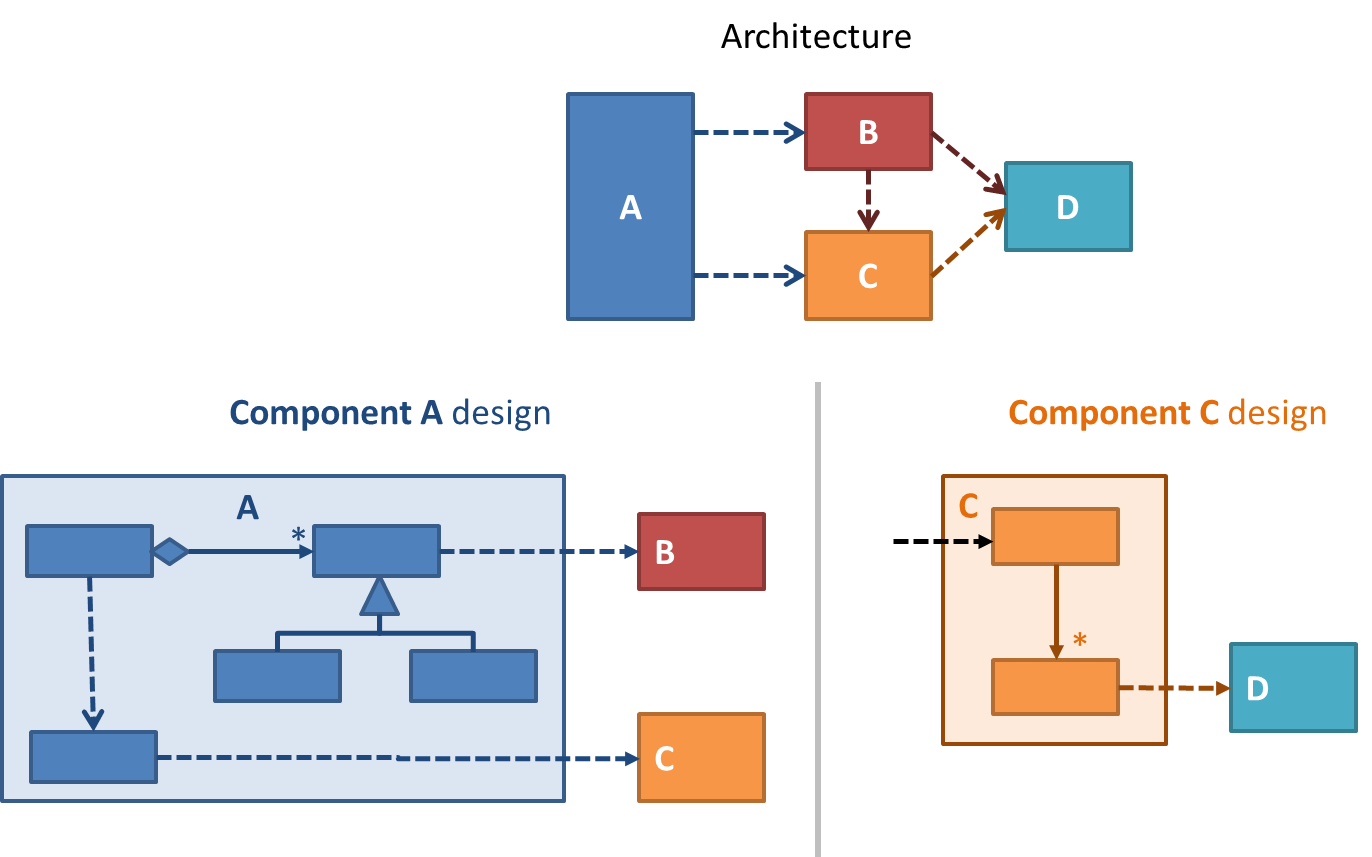 Architecture
A
B
C
D
Component A design
A
*
B
C
Component C design
C
*
D